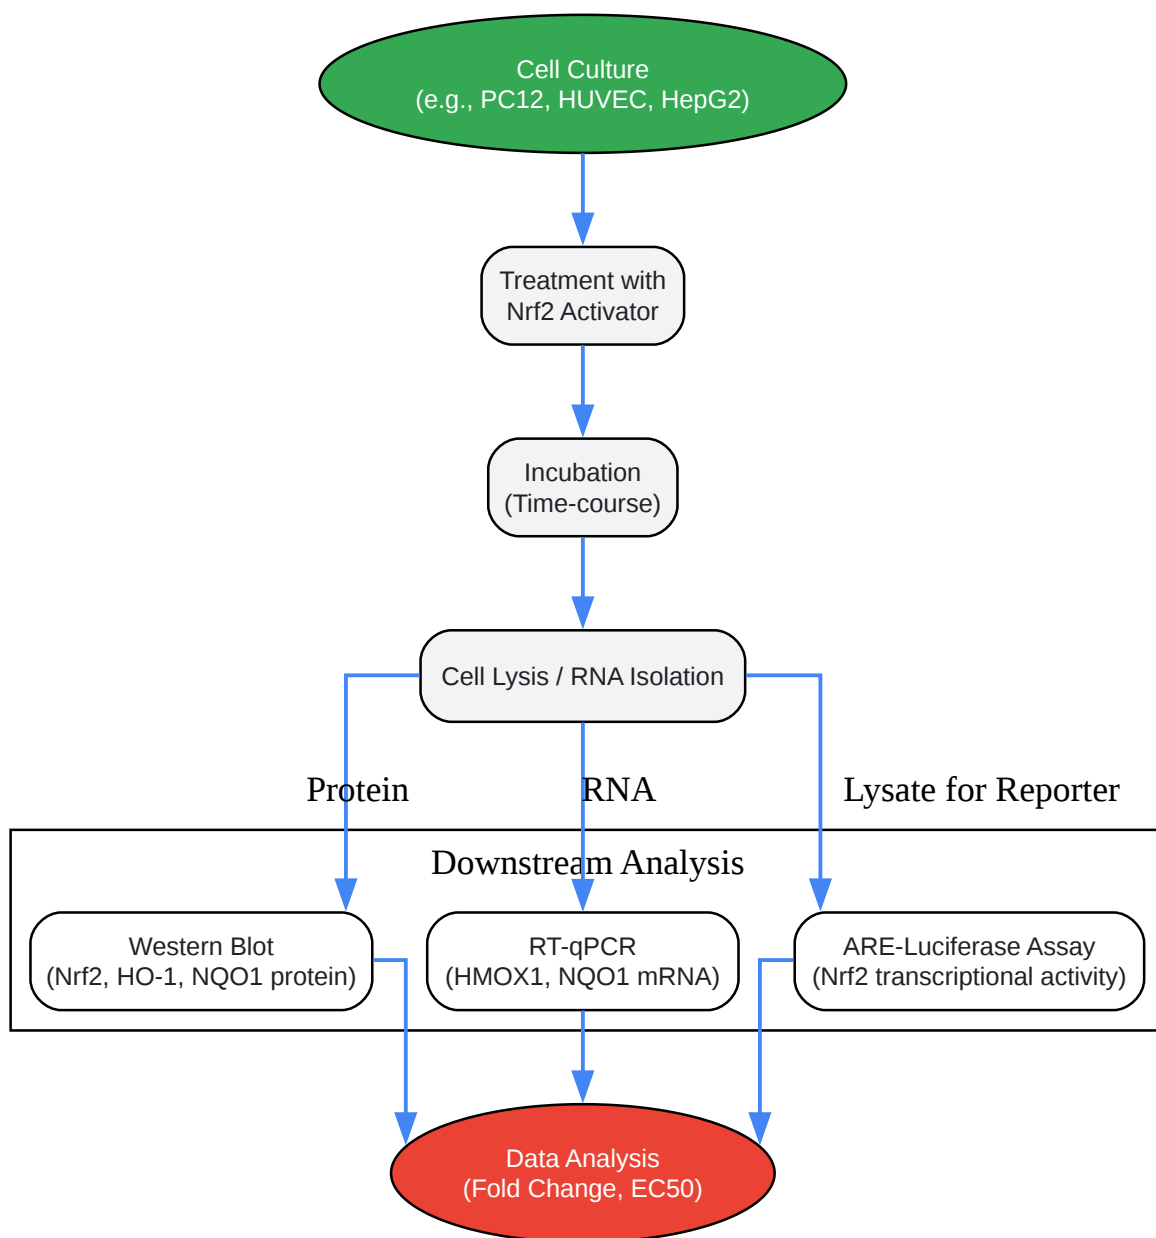 Cell Culture
(e.g., PC12, HUVEC, HepG2)
Treatment with
Nrf2 Activator
Incubation
(Time-course)
Cell Lysis / RNA Isolation
Protein
RNA
Lysate for Reporter
Downstream Analysis
Western Blot
(Nrf2, HO-1, NQO1 protein)
RT-qPCR
(HMOX1, NQO1 mRNA)
ARE-Luciferase Assay
(Nrf2 transcriptional activity)
Data Analysis
(Fold Change, EC50)